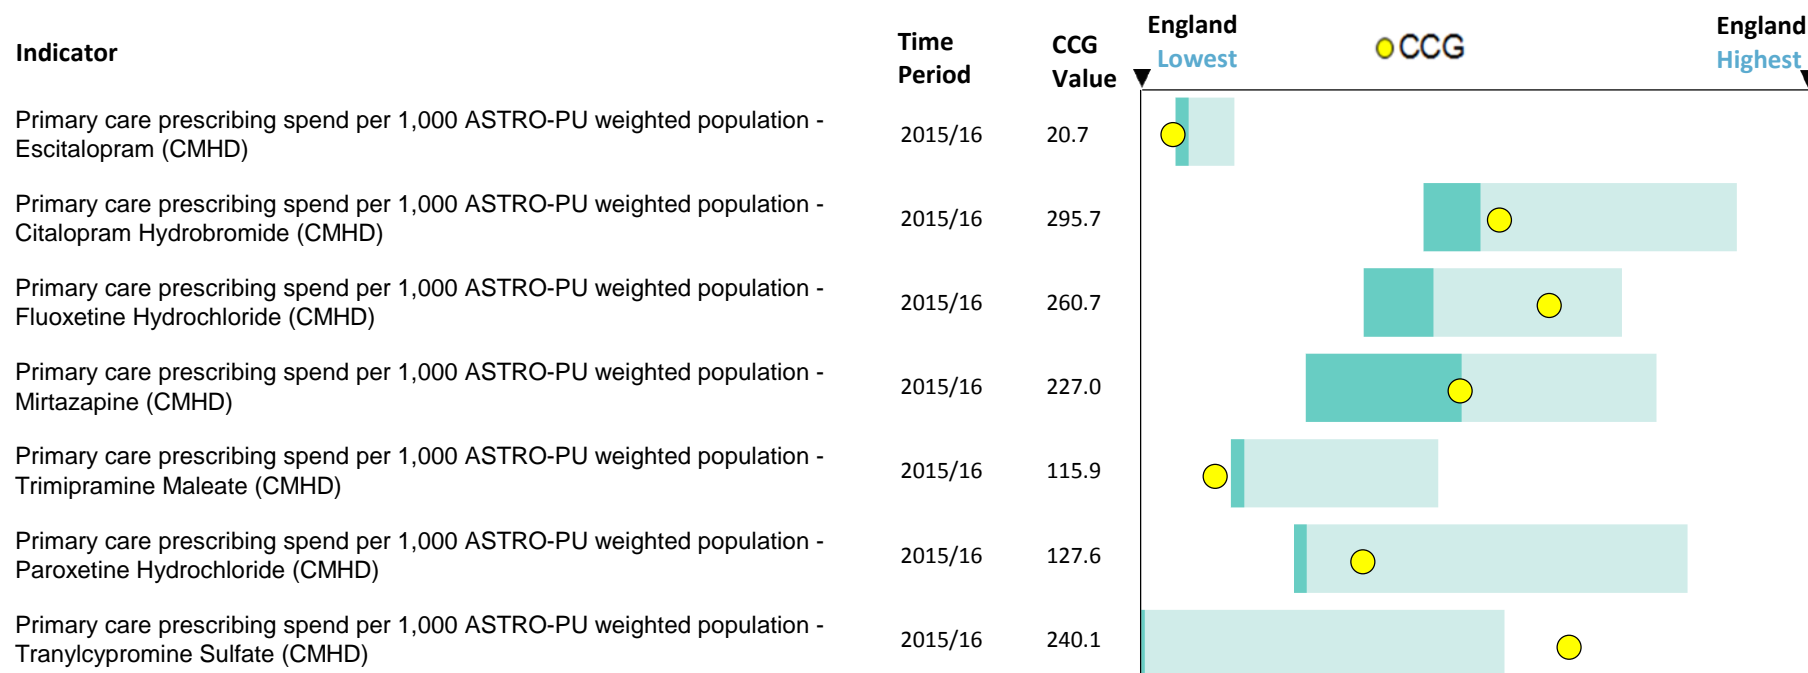 Indicator
Time
Period
CCG
Value
England
Lowest
CCG
England
Highest
Primary care prescribing spend per 1,000 ASTRO-PU weighted population -
Escitalopram (CMHD)
2015/16
20.7
Primary care prescribing spend per 1,000 ASTRO-PU weighted population -
Citalopram Hydrobromide (CMHD)
2015/16
295.7
Primary care prescribing spend per 1,000 ASTRO-PU weighted population -
Fluoxetine Hydrochloride (CMHD)
2015/16
260.7
Primary care prescribing spend per 1,000 ASTRO-PU weighted population -
Mirtazapine (CMHD)
2015/16
227.0
Primary care prescribing spend per 1,000 ASTRO-PU weighted population -
Trimipramine Maleate (CMHD)
2015/16
115.9
Primary care prescribing spend per 1,000 ASTRO-PU weighted population -
Paroxetine Hydrochloride (CMHD)
2015/16
127.6
Primary care prescribing spend per 1,000 ASTRO-PU weighted population -
Tranylcypromine Sulfate (CMHD)
2015/16
240.1